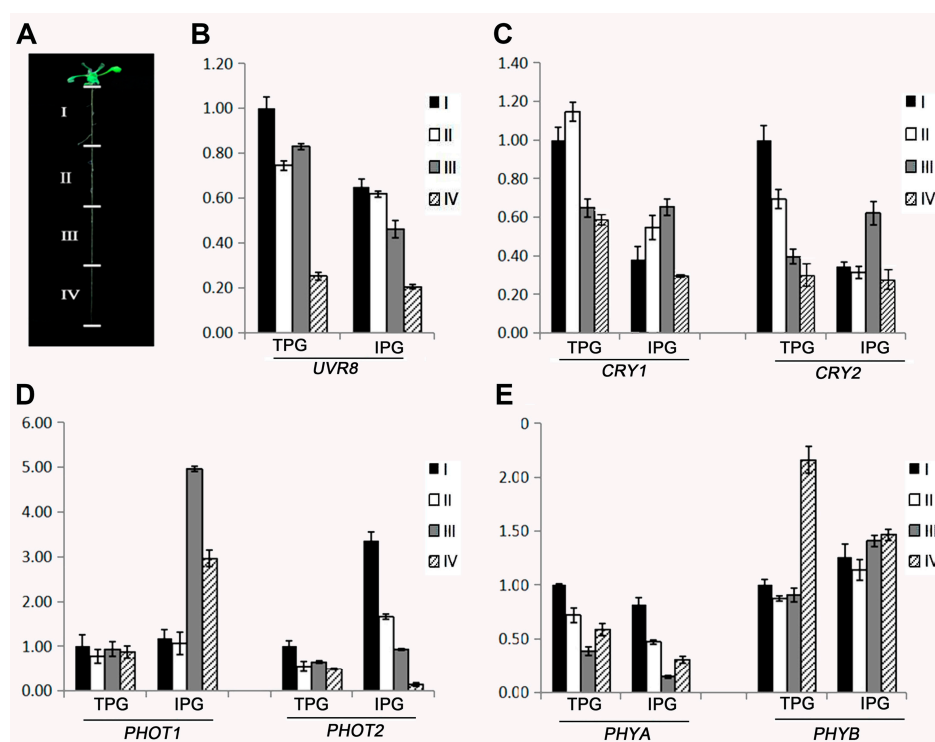 A
I
II
III
IV
B
1.20
1.00
0.80
0.60
0.40
0.20
0.00
I
II
III
IV
TPG IPG
UVR8
C
1.40
1.20
1.00
0.80
0.60
0.40
0.20
0.00
I
II
III
IV
TPG IPG TPG IPG
CRY1 CRY2
D
6.00
5.00
4.00
3.00
2.00
1.00
0.00
I
II
III
IV
TPG IPG TPG IPG
PHOT1 PHOT2
E
0
2.00
1.50
1.00
0.50
0.00
I
II
III
IV
TPG IPG TPG IPG
PHYA PHYB